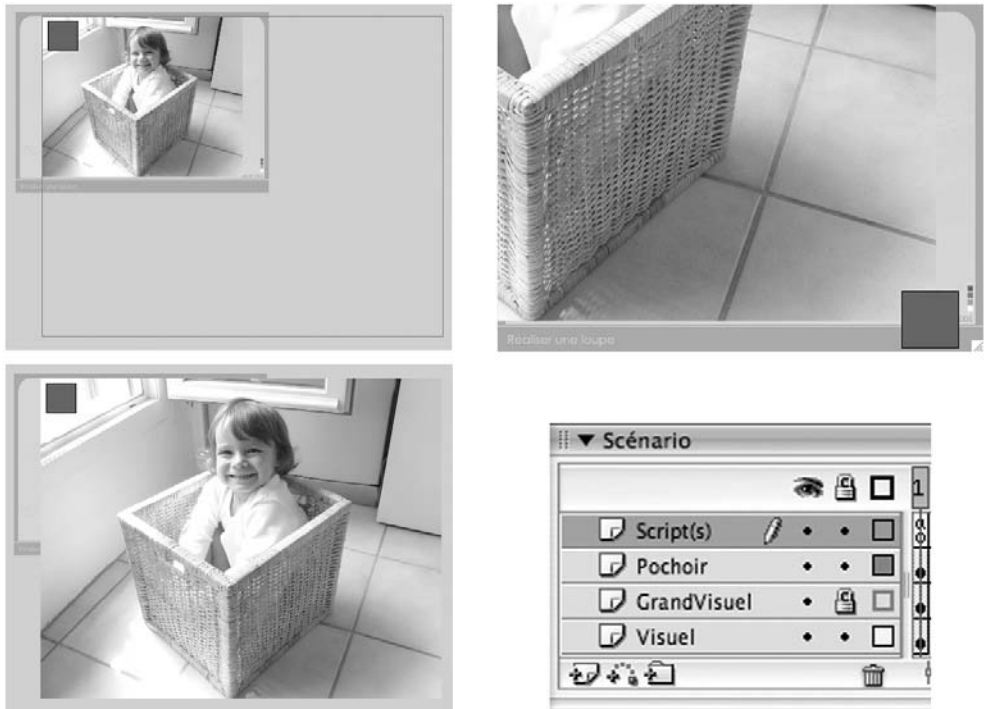 Réaliser une loupe
Scénario
1
Script(s)
Pochoir
GrandVisuel
Visuel